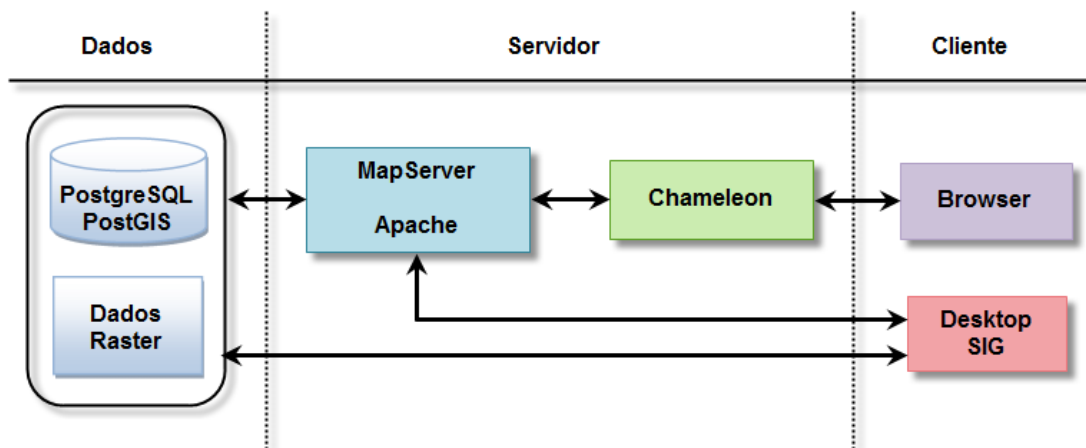 Dados
Servidor
Cliente
PostgreSQL
PostGIS
MapServer
Apache
Chameleon
Browser
Dados
Raster
Desktop
SIG